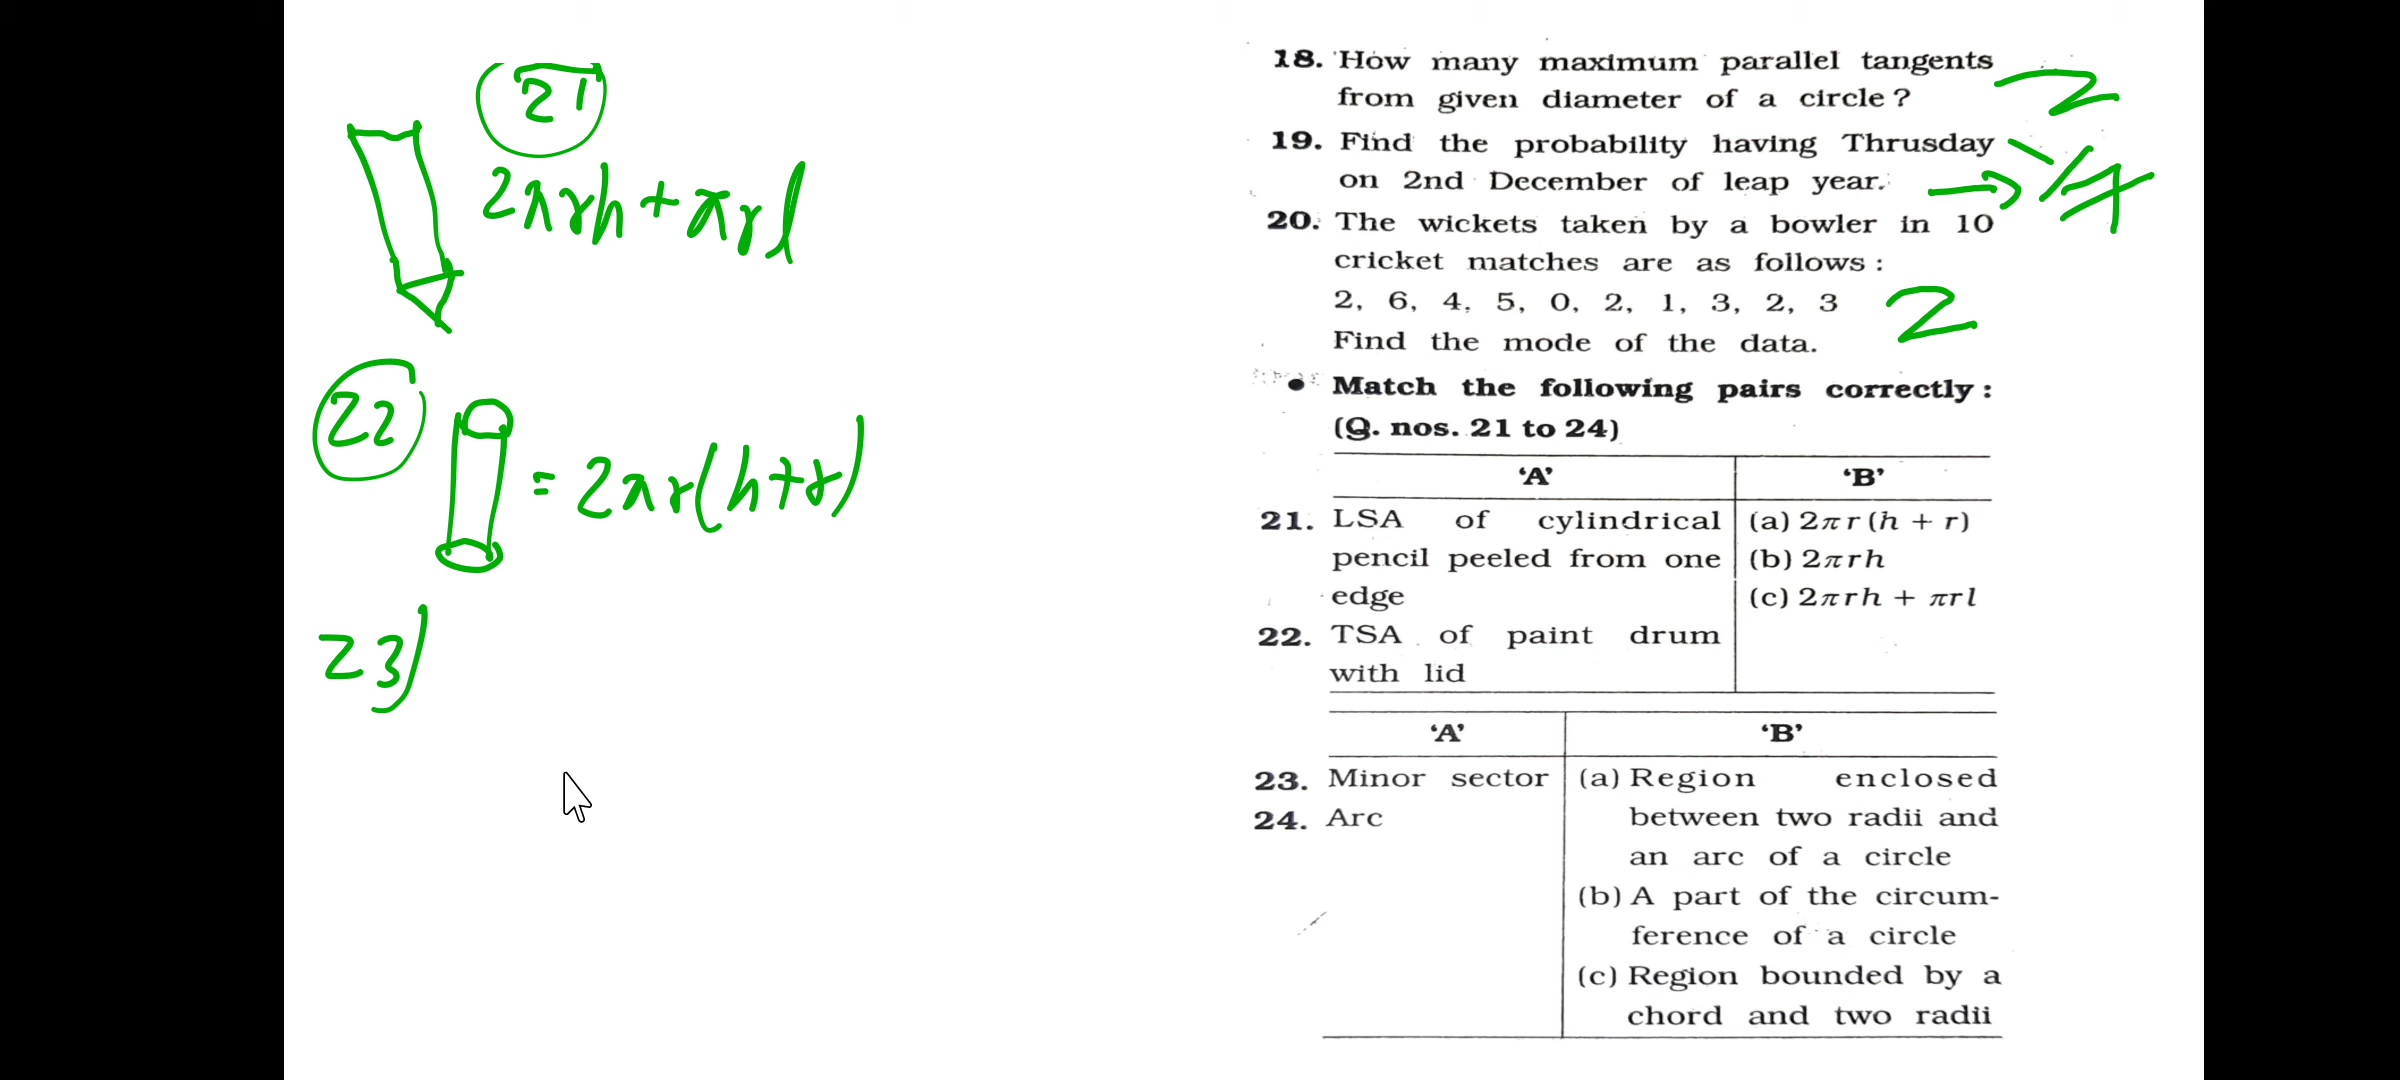 21
2πrh + πrl
22
= 2πr(h+r)
23)
18. How many maximum parallel tangents
from given diameter of a circle ?
2
19. Find the probability having Thrusday
on 2nd December of leap year.
→ 1/7
20. The wickets taken by a bowler in 10
cricket matches are as follows :
2, 6, 4, 5, 0, 2, 1, 3, 2, 3
2
Find the mode of the data.
• Match the following pairs correctly :
(Q. nos. 21 to 24)
‘A’ ‘B’
21. LSA of cylindrical (a) 2πr (h + r)
pencil peeled from one (b) 2πrh
edge (c) 2πrh + πrl
22. TSA of paint drum
with lid
‘A’ ‘B’
23. Minor sector (a) Region enclosed
24. Arc between two radii and
an arc of a circle
(b) A part of the circum-
ference of a circle
(c) Region bounded by a
chord and two radii